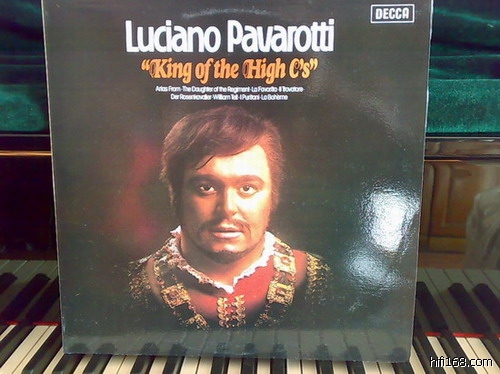 DECCA
Luciano Pavarotti
"King of the High C's"
Arias From·The Daughter of the Regiment·La Favorita·Il Trovatore·
Der Rosenkavalier·William Tell·I Puritani·La Bohème
hifi168.com